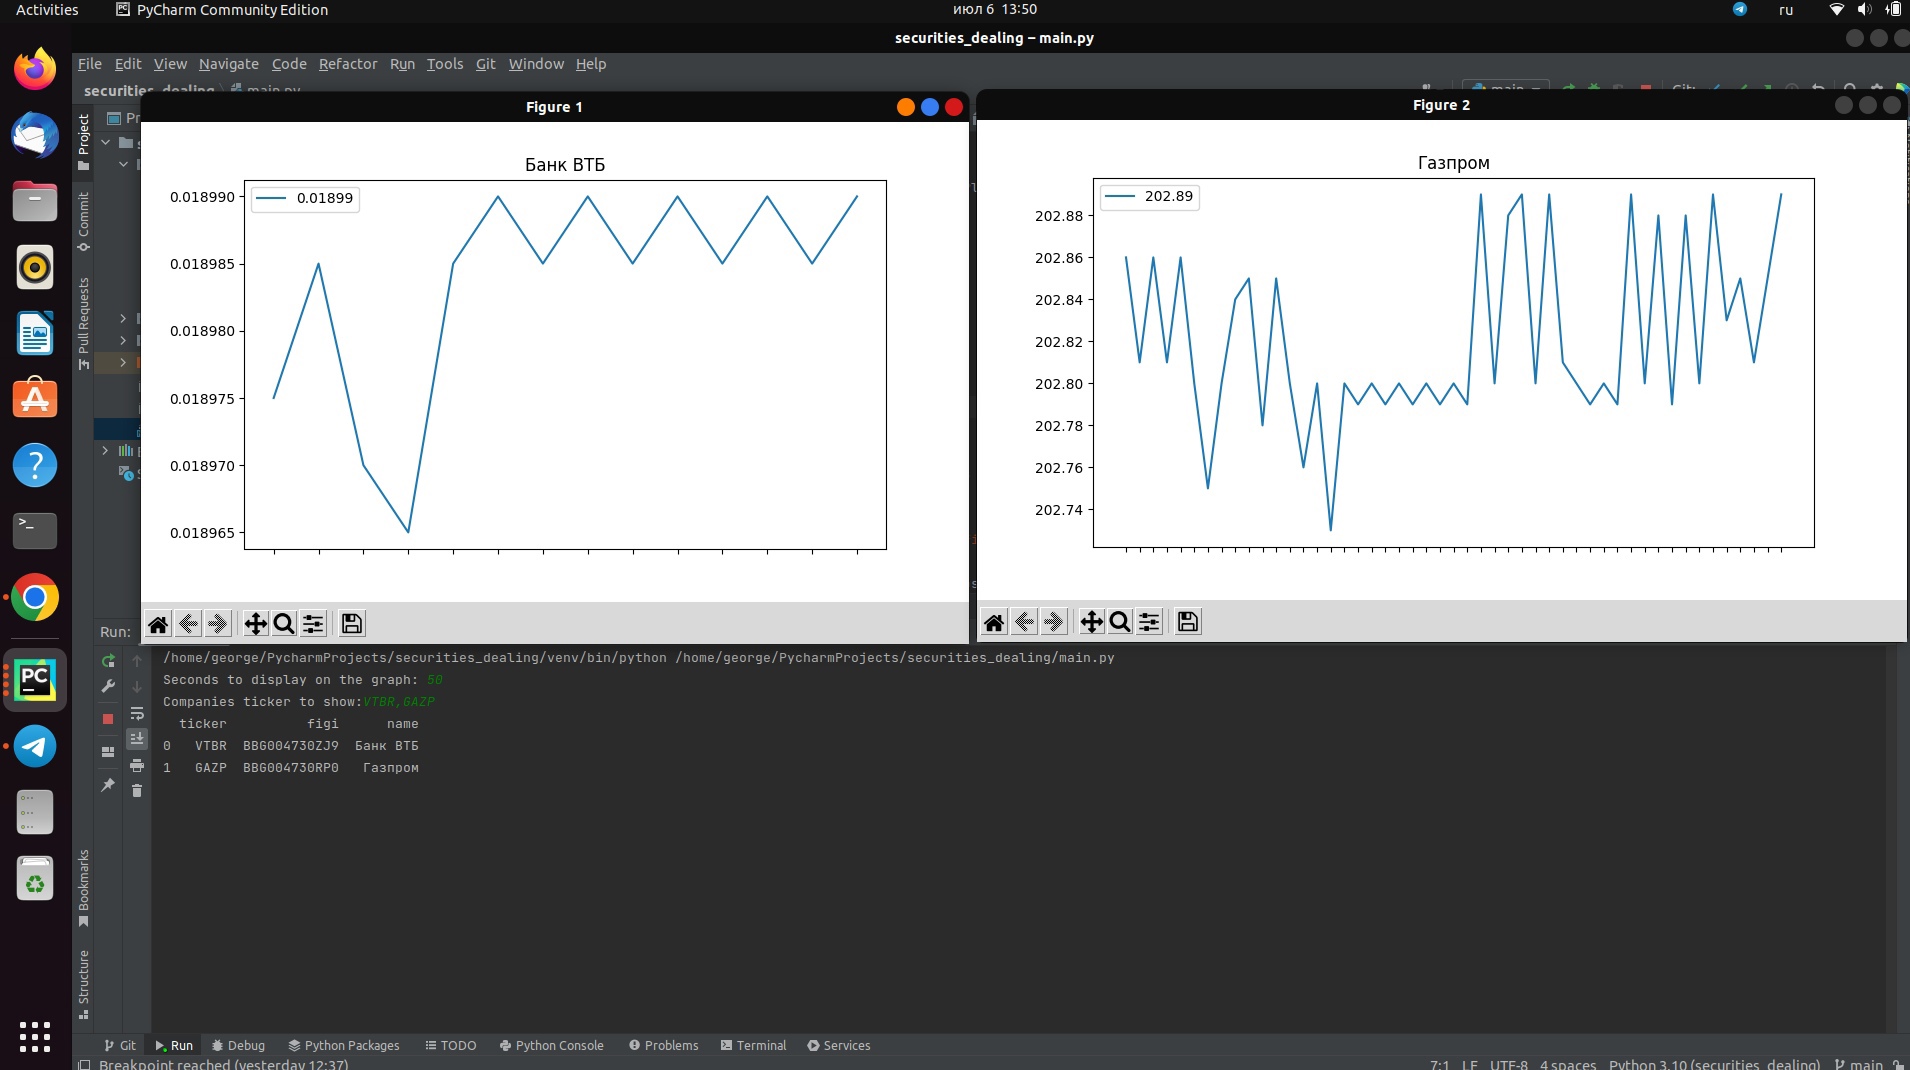 Activities PyCharm Community Edition июл 6 13:50 ru
securities_dealing – main.py
File Edit View Navigate Code Refactor Run Tools Git Window Help
securities_dealing main.py main Git:
Project
Commit
Pull Requests
Bookmarks
Structure
Figure 1
Банк ВТБ
0.01899
0.018990
0.018985
0.018980
0.018975
0.018970
0.018965
Figure 2
Газпром
202.89
202.88
202.86
202.84
202.82
202.80
202.78
202.76
202.74
Run:
/home/george/PycharmProjects/securities_dealing/venv/bin/python /home/george/PycharmProjects/securities_dealing/main.py
Seconds to display on the graph: 50
Companies ticker to show:VTBR,GAZP
ticker figi name
0 VTBR BBG004730ZJ9 Банк ВТБ
1 GAZP BBG004730RP0 Газпром
Git Run Debug Python Packages TODO Python Console Problems Terminal Services
Breakpoint reached (yesterday 12:37) 7:1 LF UTF-8 4 spaces Python 3.10 (securities_dealing) main